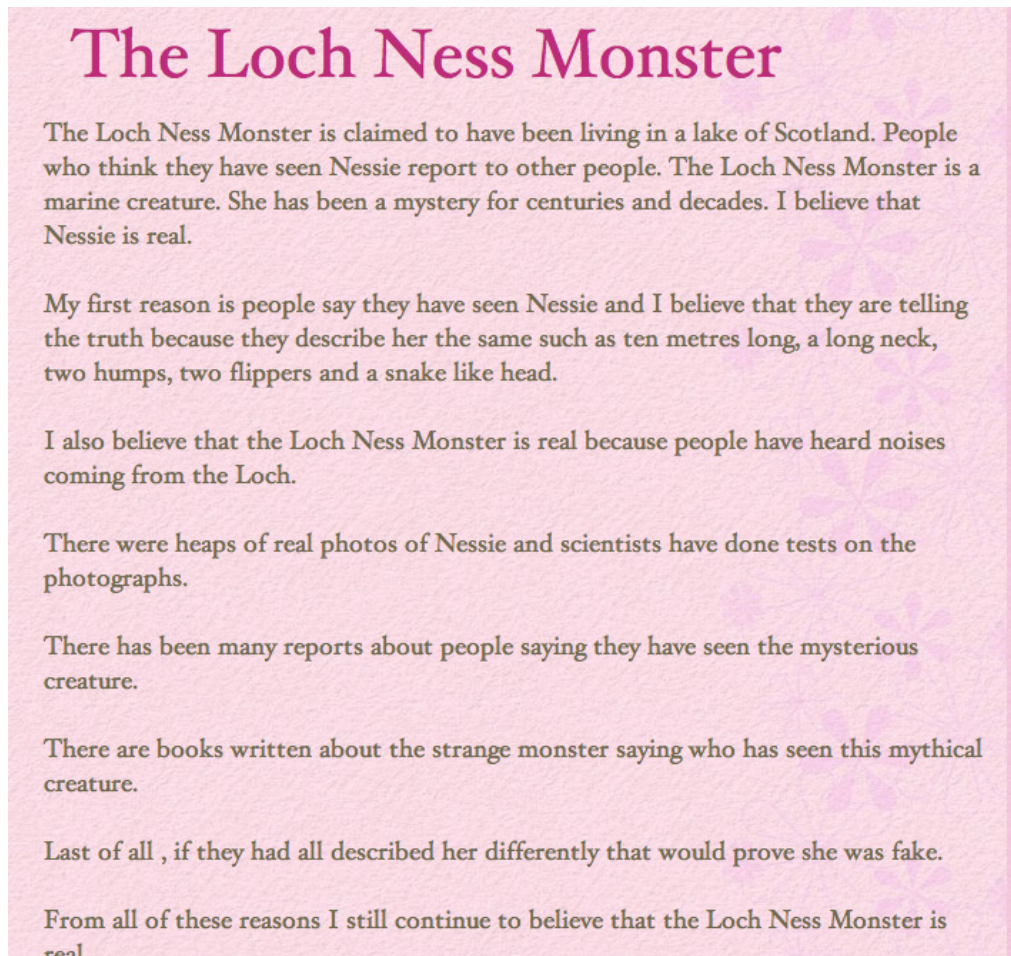 The Loch Ness Monster
The Loch Ness Monster is claimed to have been living in a lake of Scotland. People
who think they have seen Nessie report to other people. The Loch Ness Monster is a
marine creature. She has been a mystery for centuries and decades. I believe that
Nessie is real.
My first reason is people say they have seen Nessie and I believe that they are telling
the truth because they describe her the same such as ten metres long, a long neck,
two humps, two flippers and a snake like head.
I also believe that the Loch Ness Monster is real because people have heard noises
coming from the Loch.
There were heaps of real photos of Nessie and scientists have done tests on the
photographs.
There has been many reports about people saying they have seen the mysterious
creature.
There are books written about the strange monster saying who has seen this mythical
creature.
Last of all , if they had all described her differently that would prove she was fake.
From all of these reasons I still continue to believe that the Loch Ness Monster is
real